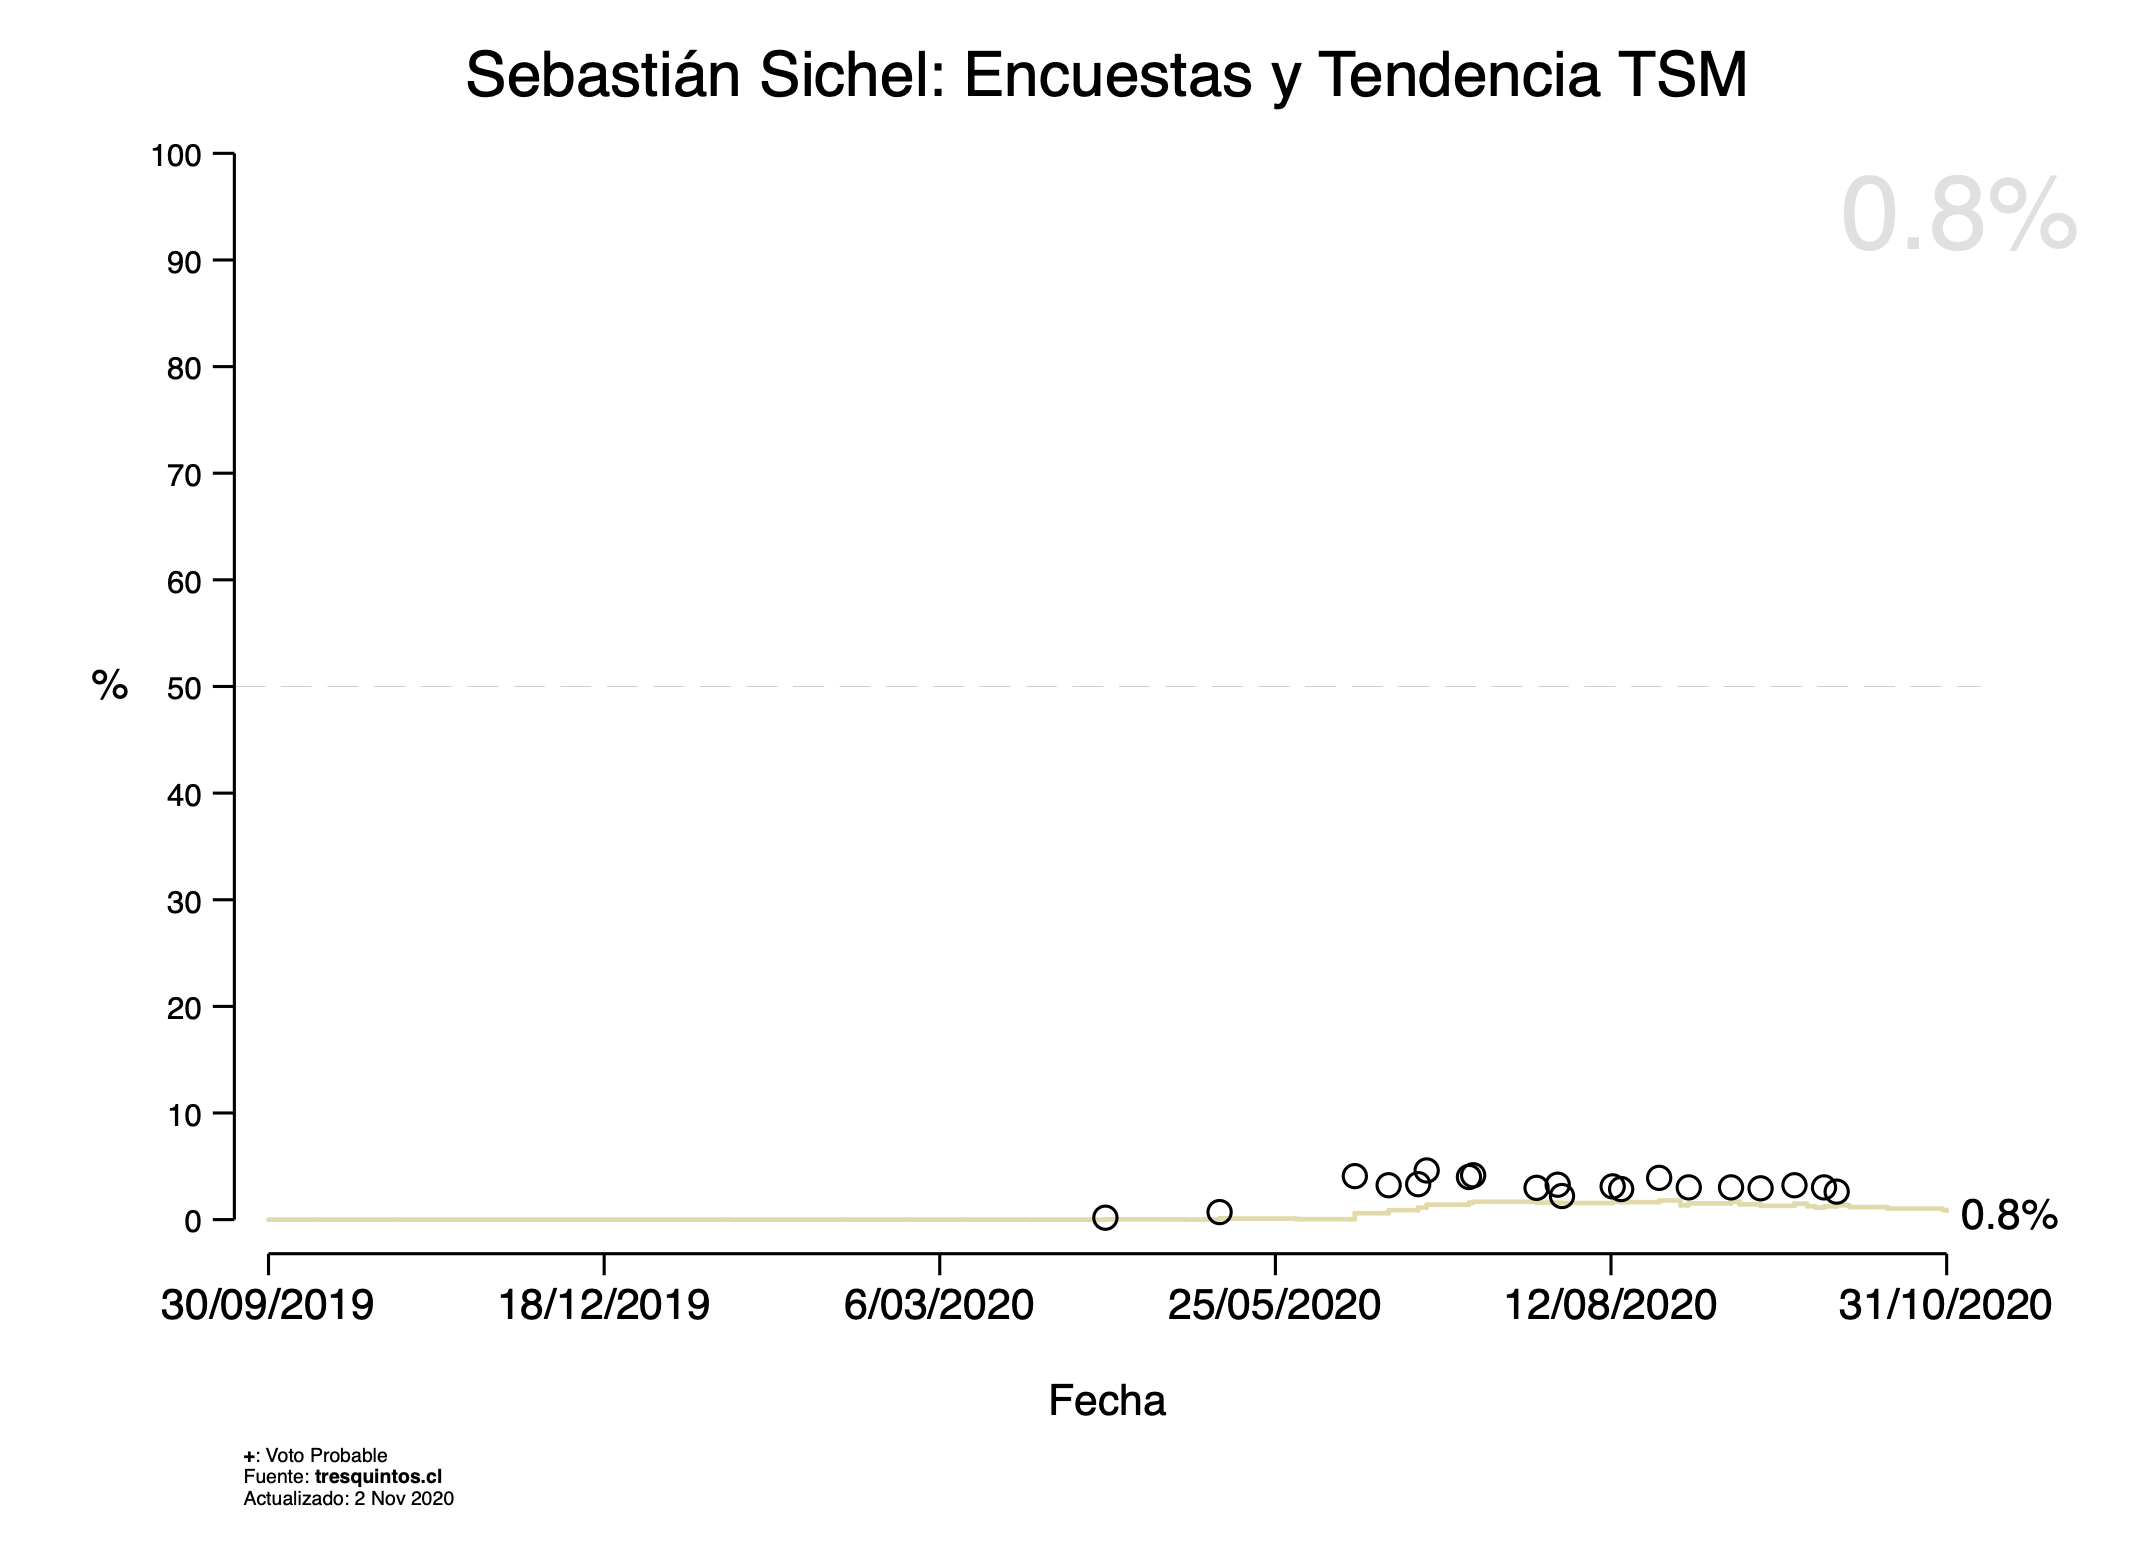 Sebastián Sichel: Encuestas y Tendencia TSM
100
0.8%
90
80
70
60
% 50
40
30
20
10
0
0.8%
30/09/2019 18/12/2019 6/03/2020 25/05/2020 12/08/2020 31/10/2020
Fecha
+: Voto Probable
Fuente: tresquintos.cl
Actualizado: 2 Nov 2020